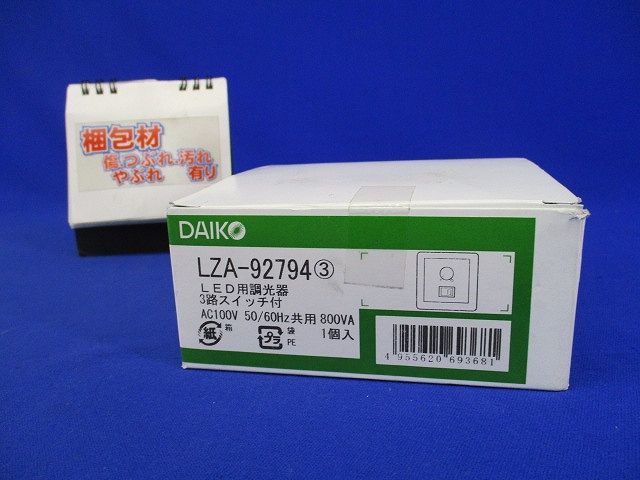 梱包材
傷、つぶれ、汚れ
やぶれ 有り
DAIKO
LZA-92794③
LED用調光器
3路スイッチ付
AC100V 50/60Hz共用 800VA
紙 箱 プラ 袋 PE 1個入
4 955620 693681